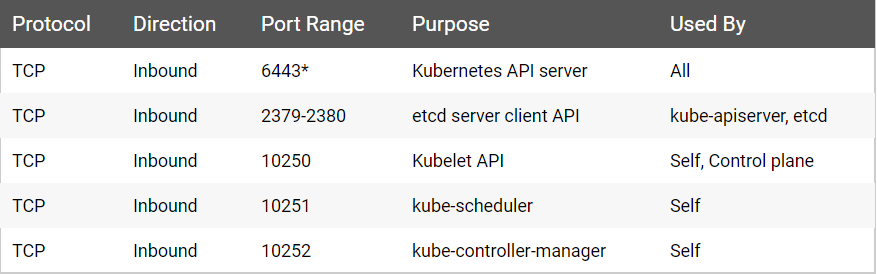 Protocol Direction Port Range Purpose Used By
TCP Inbound 6443* Kubernetes API server All
TCP Inbound 2379-2380 etcd server client API kube-apiserver, etcd
TCP Inbound 10250 Kubelet API Self, Control plane
TCP Inbound 10251 kube-scheduler Self
TCP Inbound 10252 kube-controller-manager Self